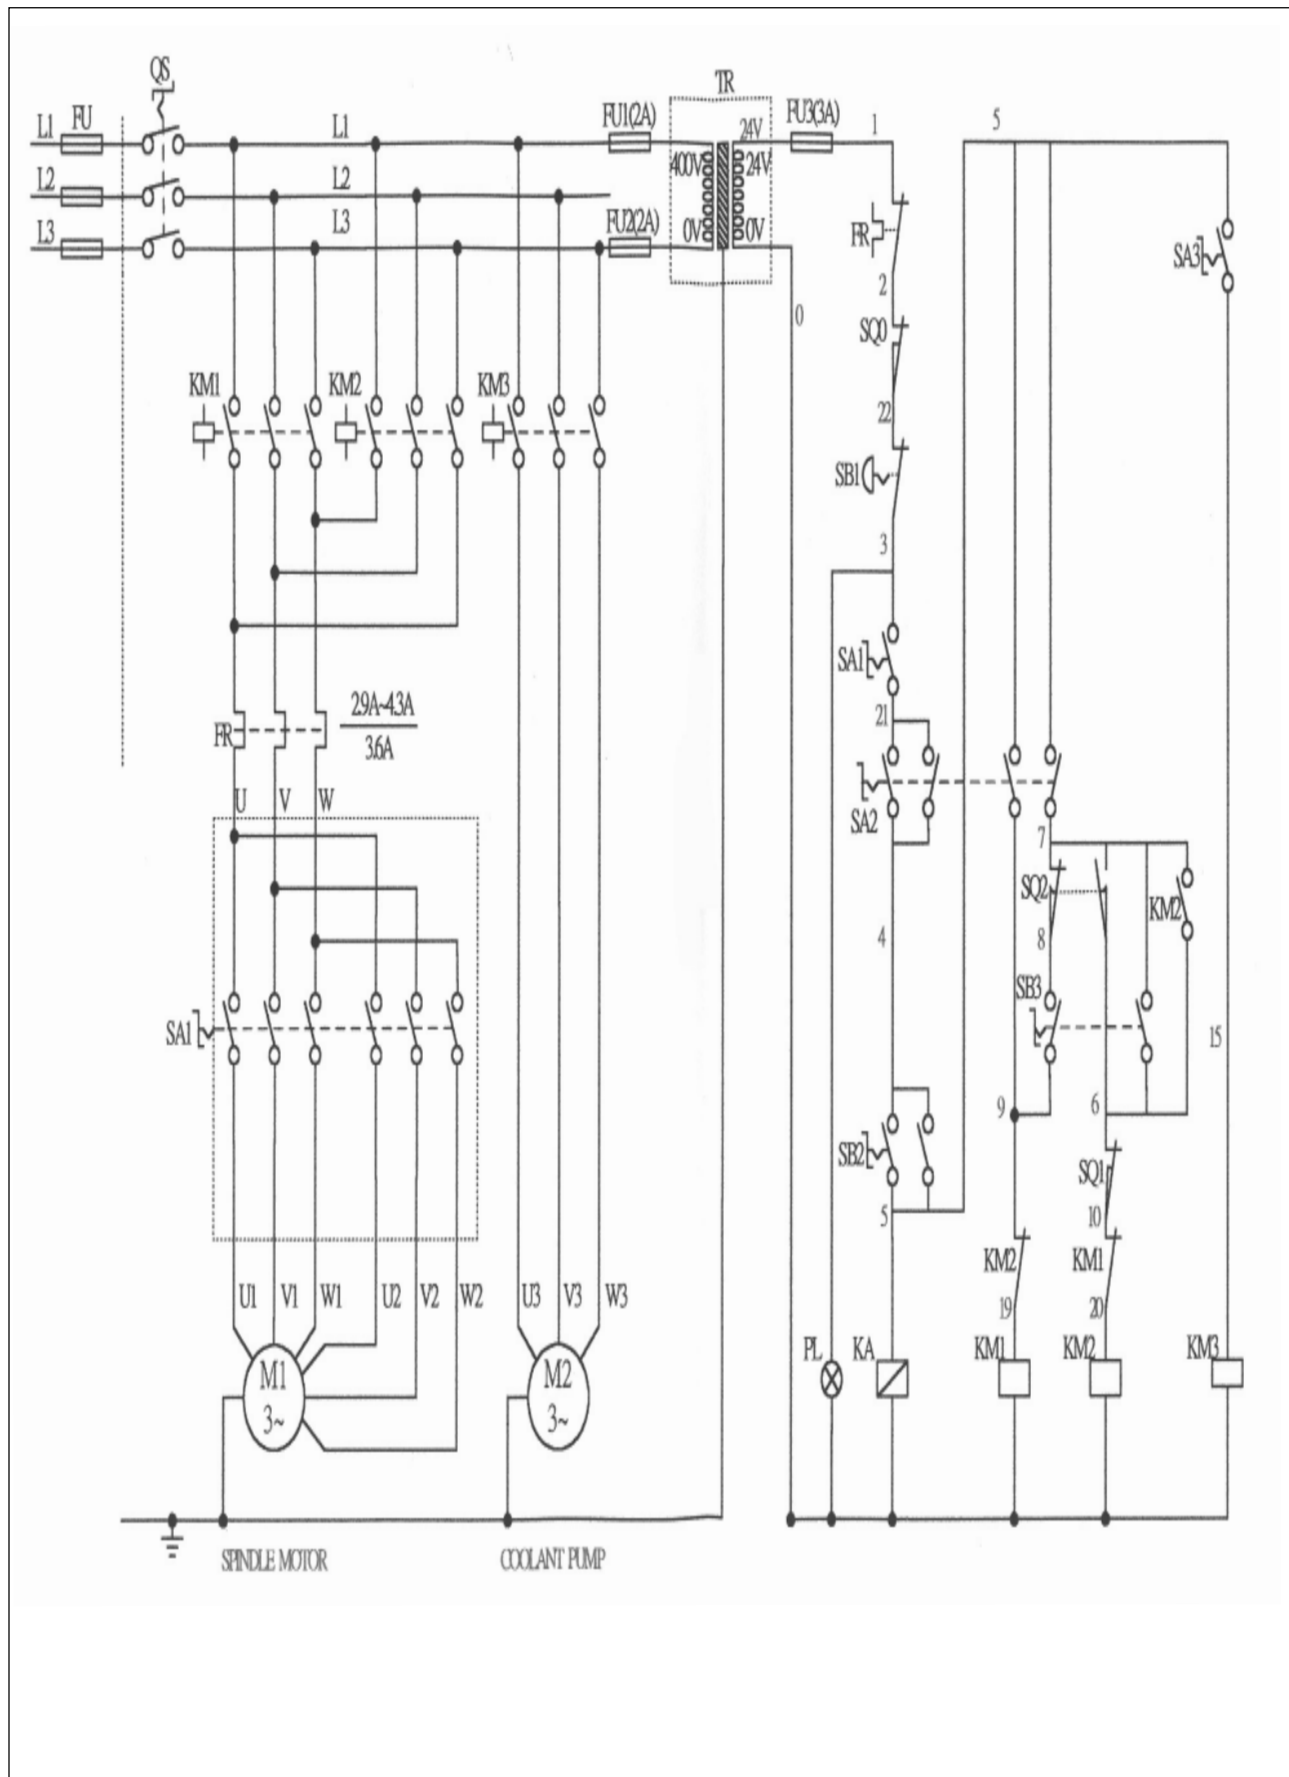 QS
TR
L1 FU L1 FU1(2A) 24V FU3(3A) 1 5
400V 24V
L2 L2
L3 L3 FU2(2A) 0V 0V FR SA3
2
0
SQ0
KM1 KM2 KM3
22
SB1
3
SA1
2.9A~4.3A
21
FR
3.6A
U V W
SA2
7
SQ2
KM2
4 8
SB3
SA1 15
9 6
SB2
SQ1
5 10
KM2 KM1
U1 V1 W1 U2 V2 W2 U3 V3 W3 19 20
PL KA KM1 KM2 KM3
M1 M2
3~ 3~
SPINDLE MOTOR COOLANT PUMP